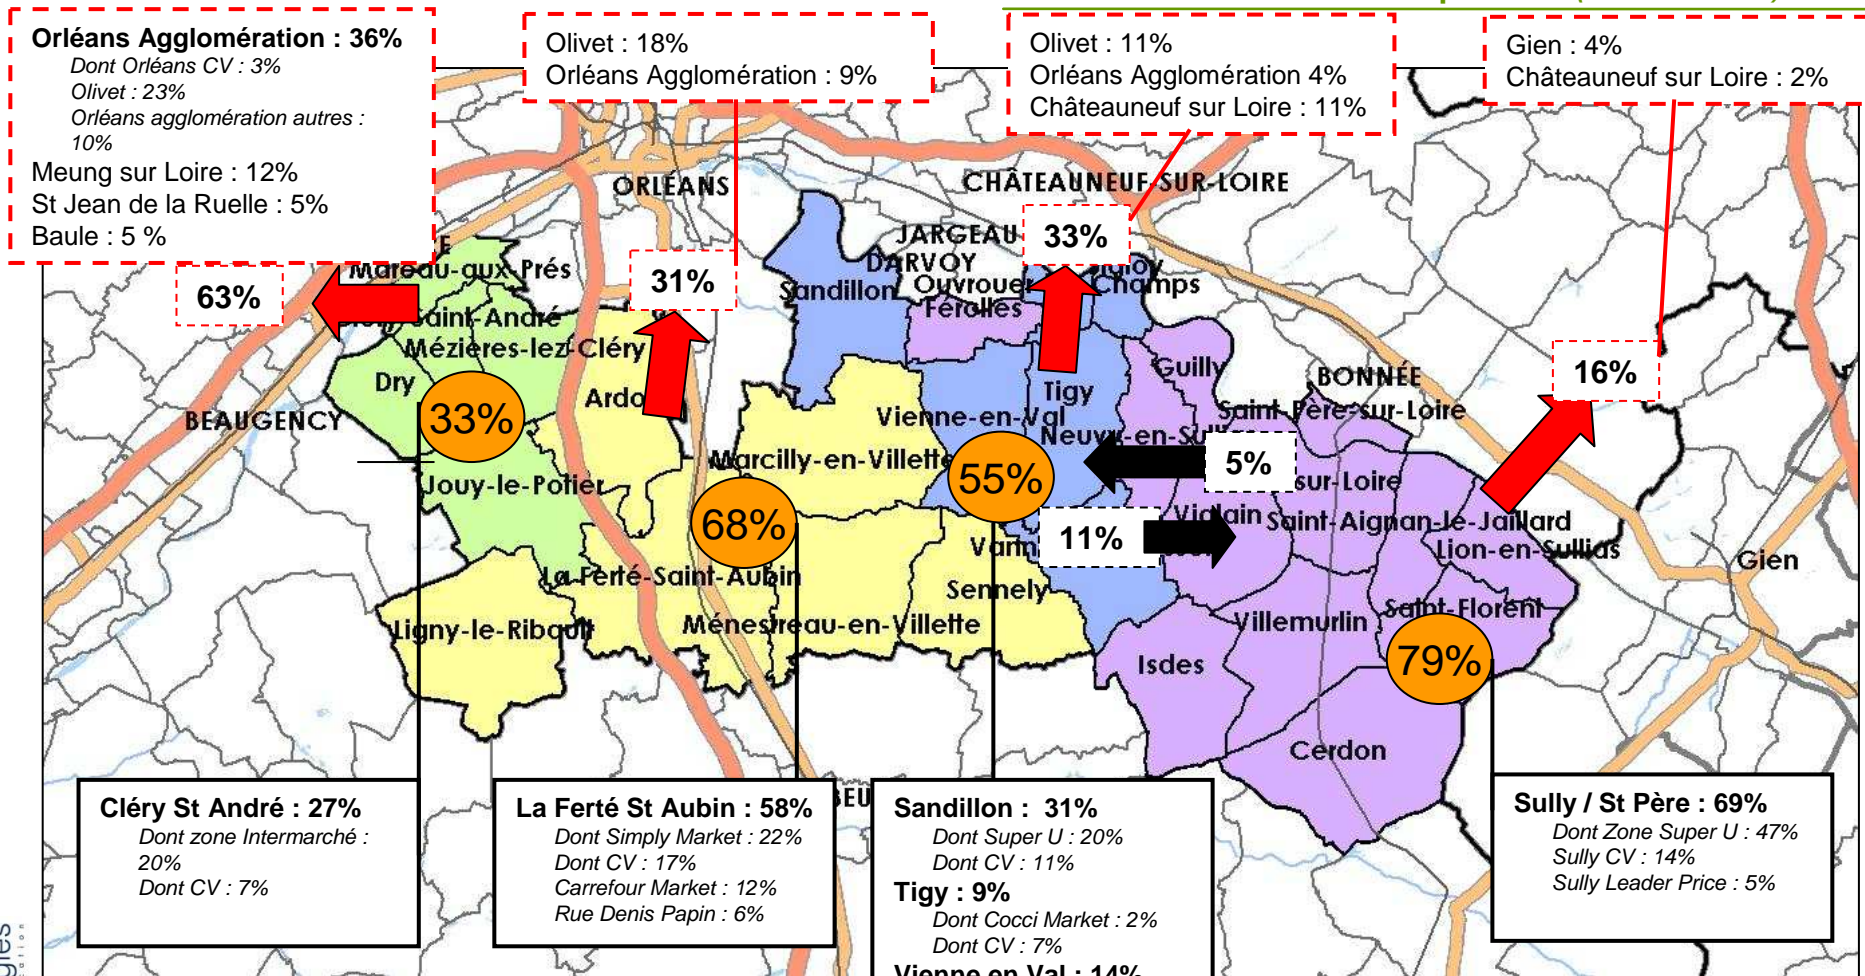 Orléans Agglomération : 36%
Dont Orléans CV : 3%
Olivet : 23%
Orléans agglomération autres :
10%
Meung sur Loire : 12%
St Jean de la Ruelle : 5%
Baule : 5 %
Olivet : 18%
Orléans Agglomération : 9%
Olivet : 11%
Orléans Agglomération 4%
Châteauneuf sur Loire : 11%
Gien : 4%
Châteauneuf sur Loire : 2%
ORLÉANS
CHÂTEAUNEUF-SUR-LOIRE
JARGEAU
33%
DARVOY
Mareau-aux-Prés
63%
31%
Sandillon
Ouvrouer
Champs
Férolles
Saint-André
Mézières-lez-Cléry
Dry
Ardo
Guilly
BONNÉE
16%
Tigy
BEAUGENCY
33%
Vienne-en-Val
Saint-Père-sur-Loire
Neuvy-en-Sul
Marcilly-en-Villette
55%
5%
sur-Loire
Jouy-le-Potier
68%
Viglain
Saint-Aignan-le-Jaillard
11%
Vann
Lion-en-Sullias
Gien
La-Ferté-Saint-Aubin
Sennely
Saint-Florent
Ligny-le-Ribault
Ménestreau-en-Villette
Villemurlin
Isdes
79%
Cerdon
BEU
Cléry St André : 27%
Dont zone Intermarché :
20%
Dont CV : 7%
La Ferté St Aubin : 58%
Dont Simply Market : 22%
Dont CV : 17%
Carrefour Market : 12%
Rue Denis Papin : 6%
Sandillon : 31%
Dont Super U : 20%
Dont CV : 11%
Tigy : 9%
Dont Cocci Market : 2%
Dont CV : 7%
Vienne en Val : 14%
Sully / St Père : 69%
Dont Zone Super U : 47%
Sully CV : 14%
Sully Leader Price : 5%